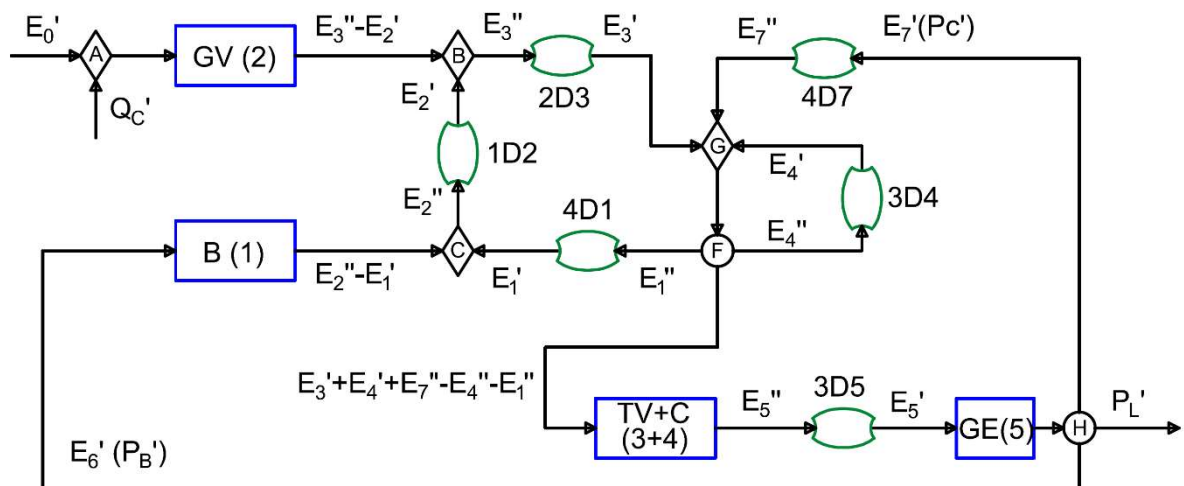 E0'
A
GV (2)
E3''–E2'
B
E3''
2D3
E3'
E7''
4D7
E7'(Pc')
QC'
E2'
1D2
G
E4'
3D4
E2''
4D1
E4''
B (1)
E2''–E1'
C
E1'
E1''
F
E3'+E4'+E7''–E4''–E1''
TV+C
(3+4)
E5''
3D5
E5'
GE(5)
H
PL'
E6' (PB')